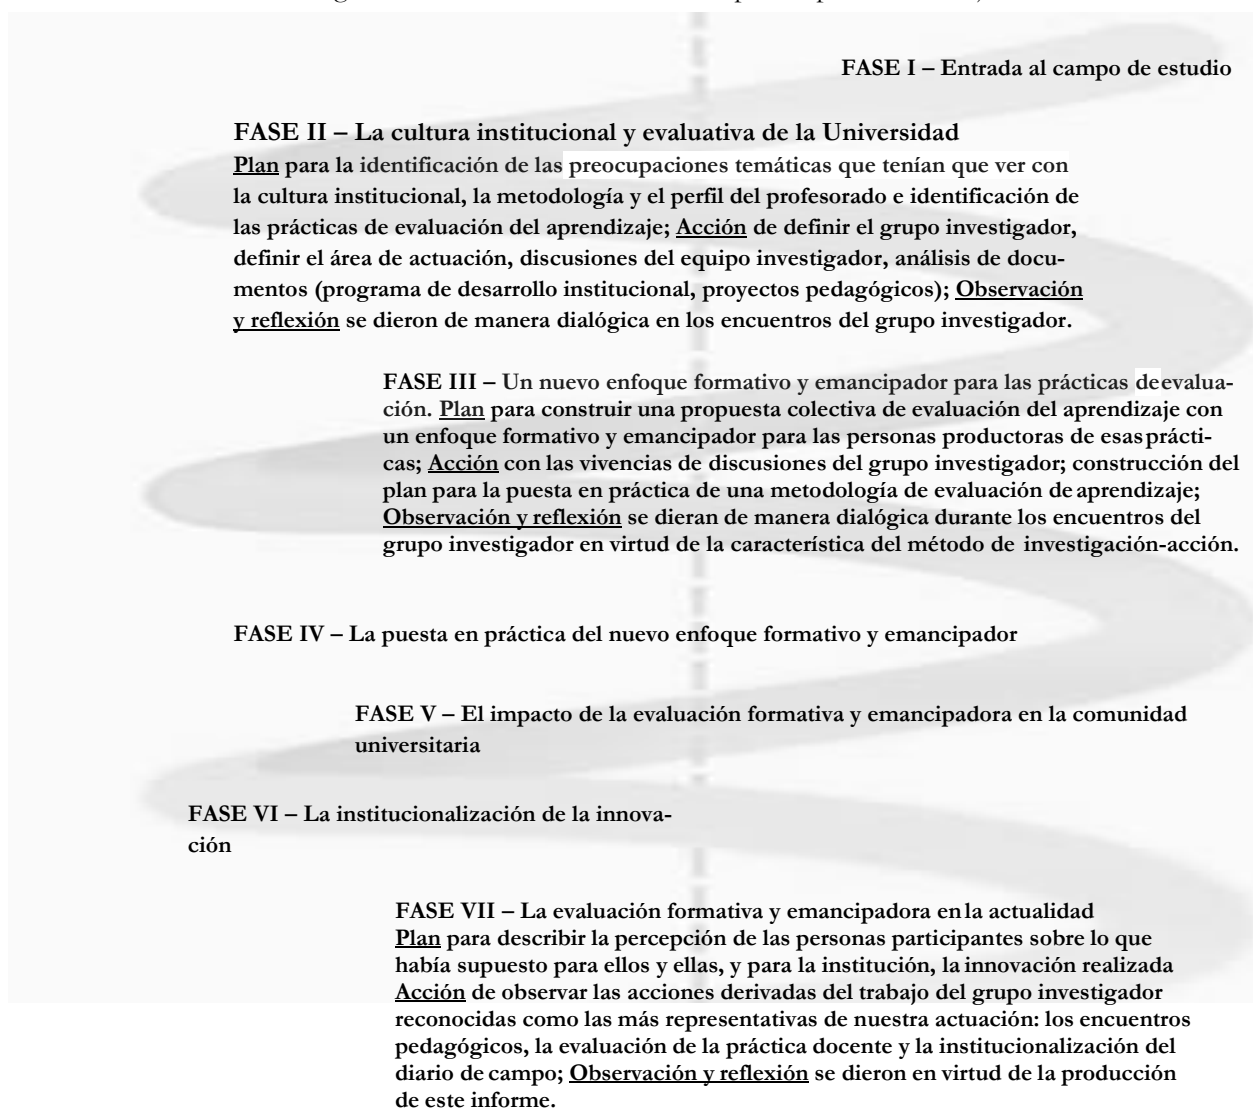 FASE I – Entrada al campo de estudio
FASE II – La cultura institucional y evaluativa de la Universidad
Plan para la identificación de las preocupaciones temáticas que tenían que ver con
la cultura institucional, la metodología y el perfil del profesorado e identificación de
las prácticas de evaluación del aprendizaje; Acción de definir el grupo investigador,
definir el área de actuación, discusiones del equipo investigador, análisis de docu-
mentos (programa de desarrollo institucional, proyectos pedagógicos); Observación
y reflexión se dieron de manera dialógica en los encuentros del grupo investigador.
FASE III – Un nuevo enfoque formativo y emancipador para las prácticas de evalua-
ción. Plan para construir una propuesta colectiva de evaluación del aprendizaje con
un enfoque formativo y emancipador para las personas productoras de esas prácti-
cas; Acción con las vivencias de discusiones del grupo investigador; construcción del
plan para la puesta en práctica de una metodología de evaluación de aprendizaje;
Observación y reflexión se dieran de manera dialógica durante los encuentros del
grupo investigador en virtud de la característica del método de investigación-acción.
FASE IV – La puesta en práctica del nuevo enfoque formativo y emancipador
FASE V – El impacto de la evaluación formativa y emancipadora en la comunidad
universitaria
FASE VI – La institucionalización de la innova-
ción
FASE VII – La evaluación formativa y emancipadora en la actualidad
Plan para describir la percepción de las personas participantes sobre lo que
había supuesto para ellos y ellas, y para la institución, la innovación realizada
Acción de observar las acciones derivadas del trabajo del grupo investigador
reconocidas como las más representativas de nuestra actuación: los encuentros
pedagógicos, la evaluación de la práctica docente y la institucionalización del
diario de campo; Observación y reflexión se dieron en virtud de la producción
de este informe.